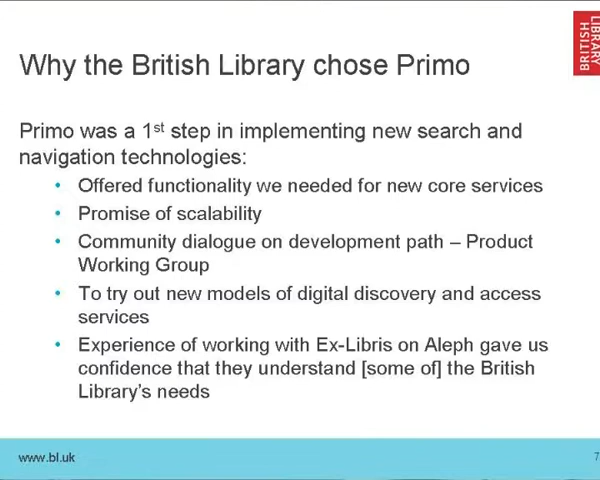 BRITISH
LIBRARY
Why the British Library chose Primo
Primo was a 1st step in implementing new search and
navigation technologies:
• Offered functionality we needed for new core services
• Promise of scalability
• Community dialogue on development path – Product
Working Group
• To try out new models of digital discovery and access
services
• Experience of working with Ex-Libris on Aleph gave us
confidence that they understand [some of] the British
Library's needs
www.bl.uk
7